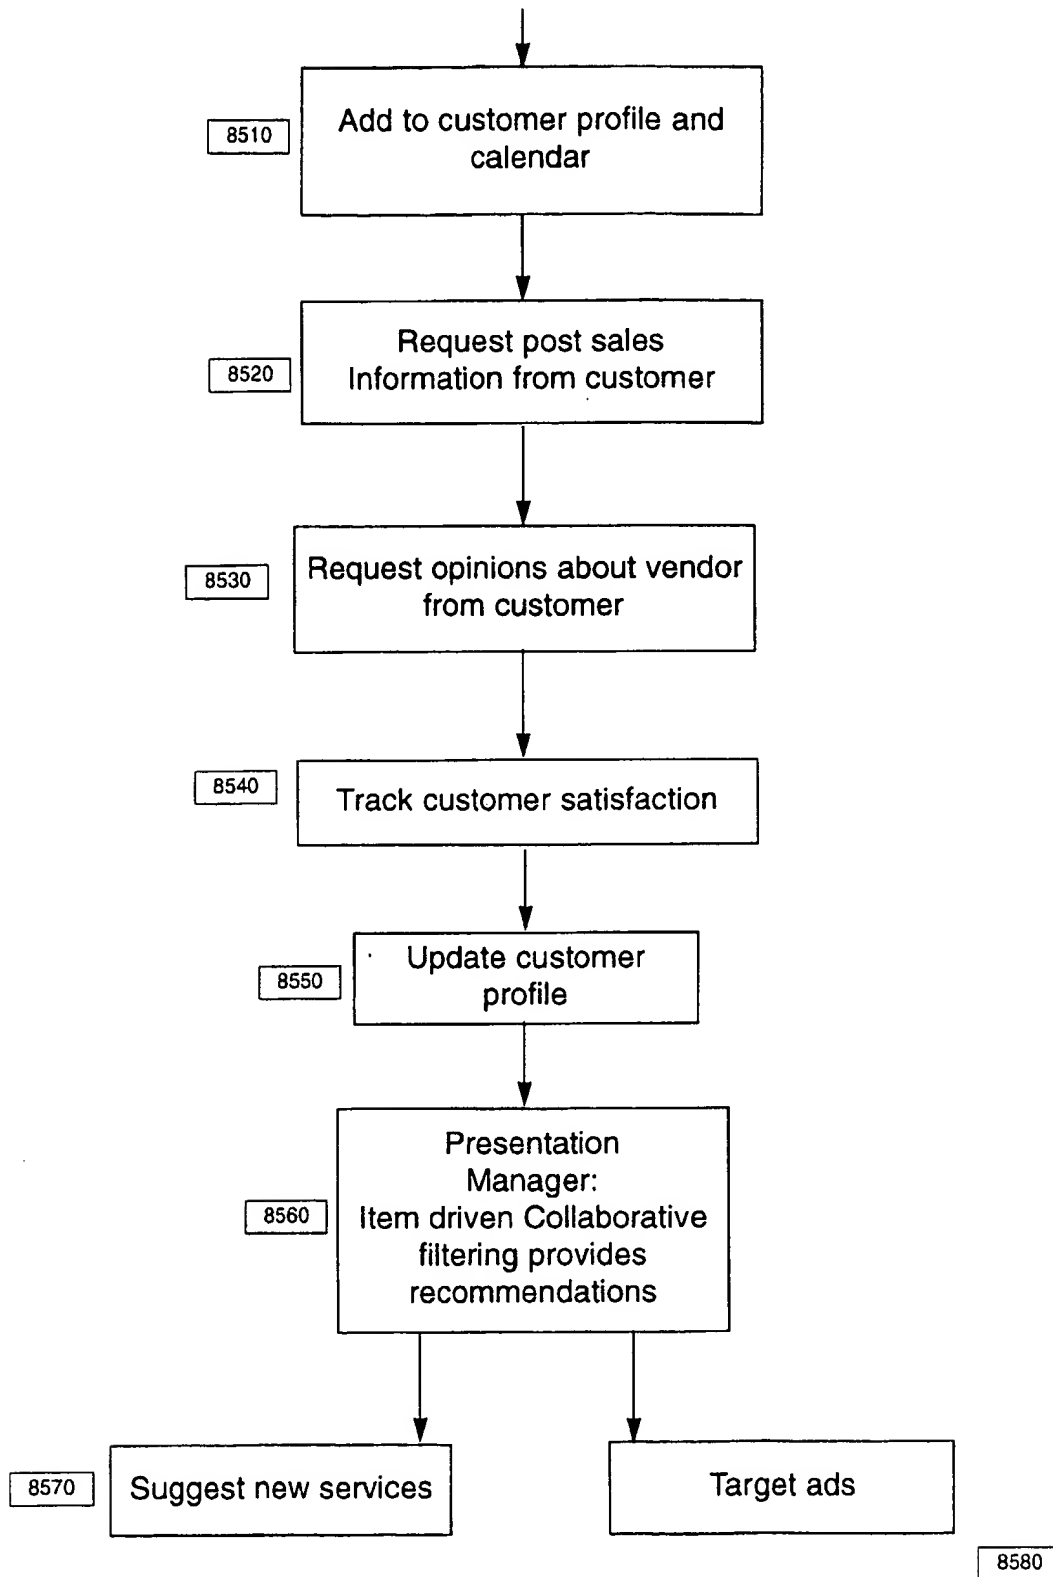 8510
Add to customer profile and
calendar
8520
Request post sales
Information from customer
8530
Request opinions about vendor
from customer
8540
Track customer satisfaction
8550
Update customer
profile
8560
Presentation
Manager:
Item driven Collaborative
filtering provides
recommendations
8570
Suggest new services
Target ads
8580